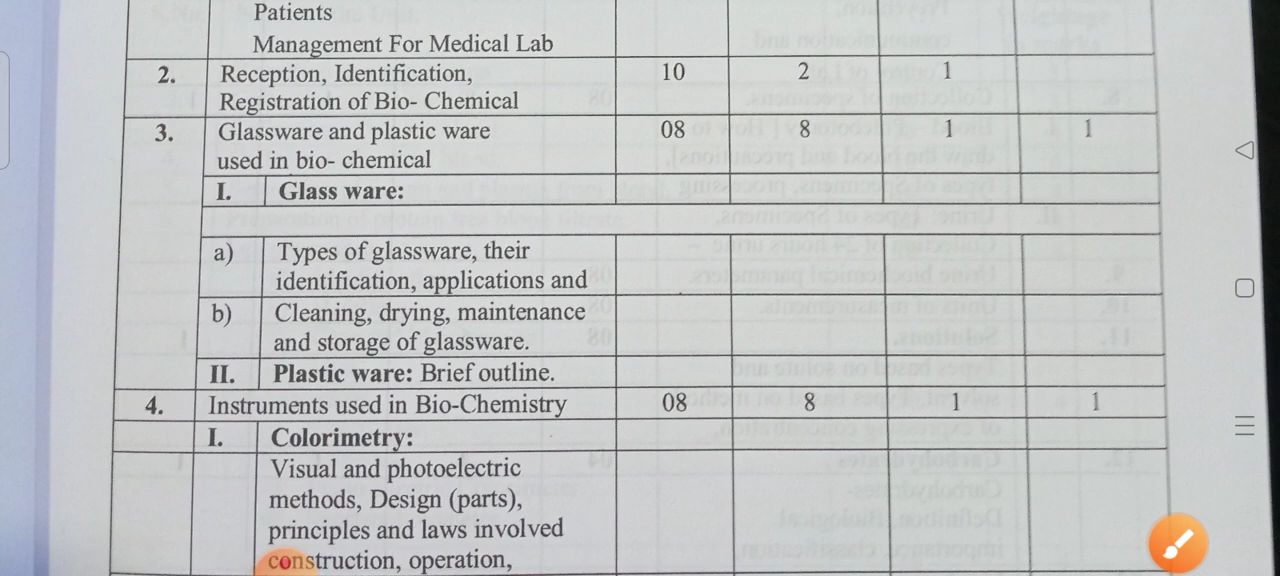 Patients
Management For Medical Lab
2. Reception, Identification, 10 2 1
Registration of Bio- Chemical
3. Glassware and plastic ware 08 8 1 1
used in bio- chemical
I. Glass ware:
a) Types of glassware, their
identification, applications and
b) Cleaning, drying, maintenance
and storage of glassware.
II. Plastic ware: Brief outline.
4. Instruments used in Bio-Chemistry 08 8 1 1
I. Colorimetry:
Visual and photoelectric
methods, Design (parts),
principles and laws involved
construction, operation,